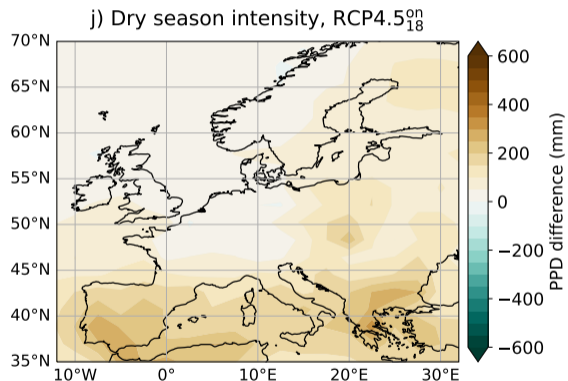 j) Dry season intensity, RCP4.5$^{on}_{18}$
70°N
65°N
60°N
55°N
50°N
45°N
40°N
35°N
10°W 0° 10°E 20°E 30°E
600
400
200
0
−200
−400
−600
PPD difference (mm)